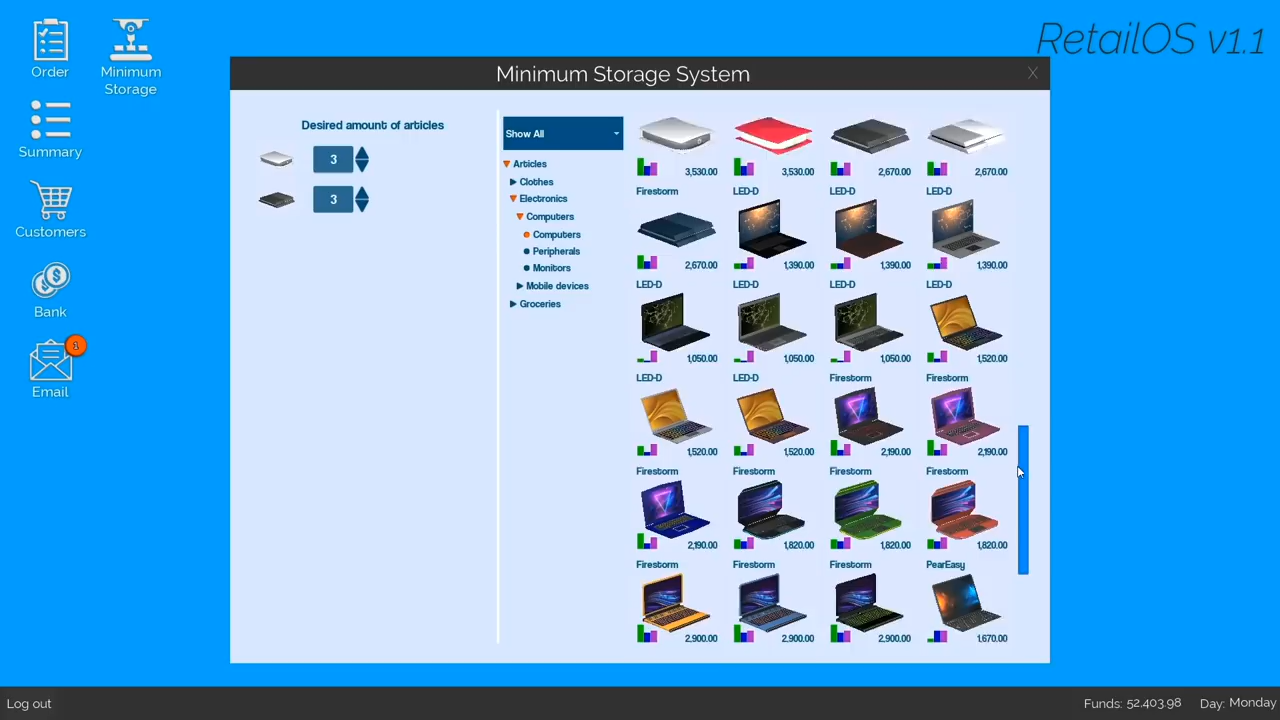 RetailOS v1.1
Order
Minimum
Storage
Summary
Customers
Bank
1
Email
Minimum Storage System
X
Desired amount of articles
3
3
Show All
Articles
Clothes
Electronics
Computers
Computers
Peripherals
Monitors
Mobile devices
Groceries
3,530.00 3,530.00 2,670.00 2,670.00
Firestorm LED-D LED-D LED-D
2,670.00 1,390.00 1,390.00 1,390.00
LED-D LED-D LED-D LED-D
1,050.00 1,050.00 1,050.00 1,520.00
LED-D LED-D Firestorm Firestorm
1,520.00 1,520.00 2,190.00 2,190.00
Firestorm Firestorm Firestorm Firestorm
2,190.00 1,820.00 1,820.00 1,820.00
Firestorm Firestorm Firestorm PearEasy
2,900.00 2,900.00 2,900.00 1,670.00
Log out
Funds: 52,403.98 Day: Monday